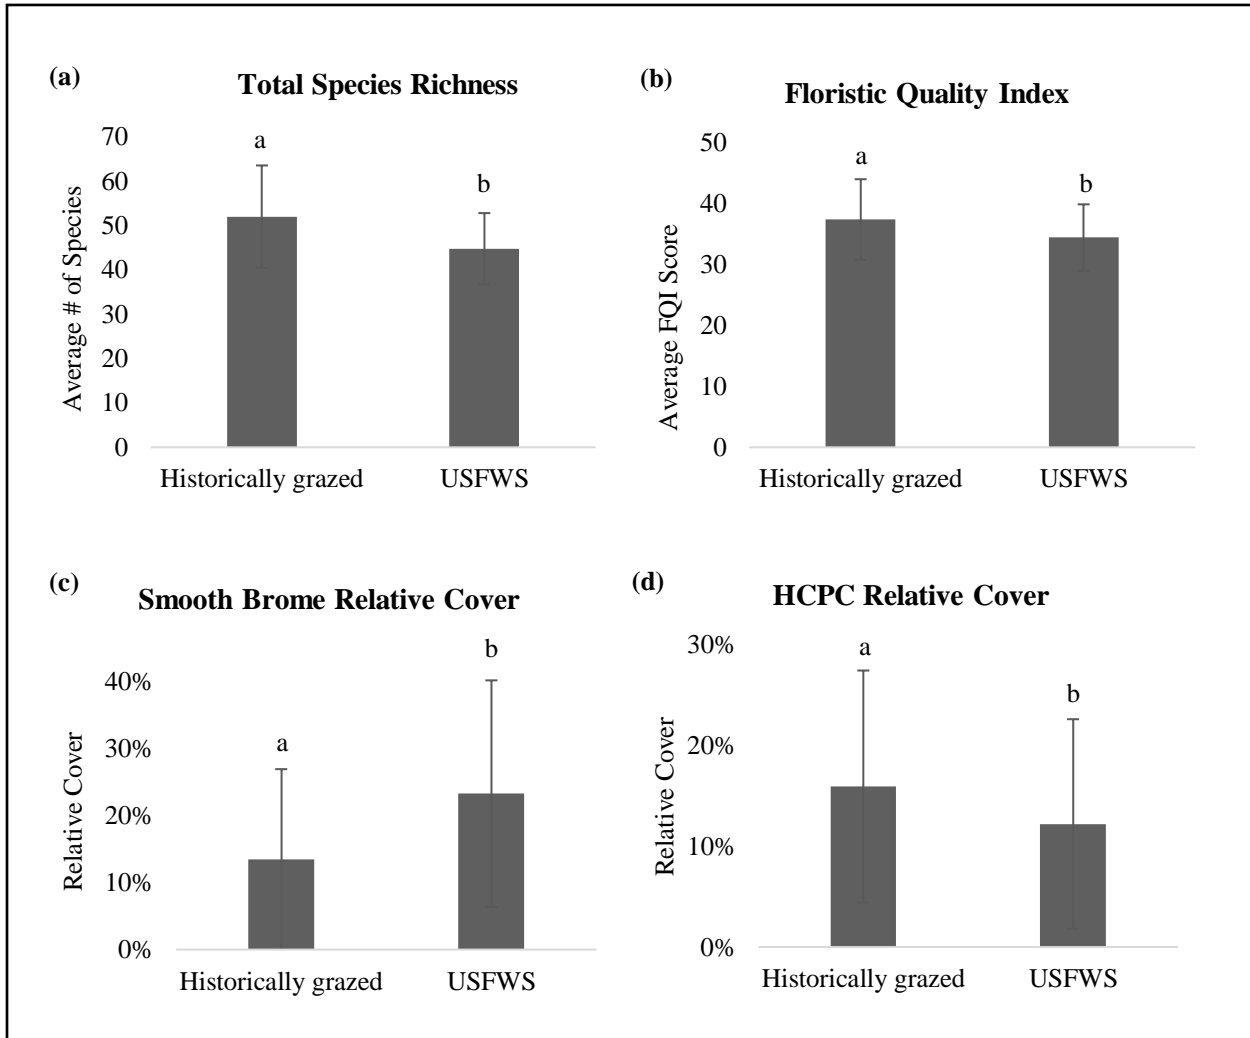 (a)
Total Species Richness
Average # of Species
70
60
50
40
30
20
10
0
a
b
Historically grazed
USFWS
(b)
Floristic Quality Index
Average FQI Score
50
40
30
20
10
0
a
b
Historically grazed
USFWS
(c)
Smooth Brome Relative Cover
Relative Cover
40%
30%
20%
10%
0%
a
b
Historically grazed
USFWS
(d)
HCPC Relative Cover
Relative Cover
30%
20%
10%
0%
a
b
Historically grazed
USFWS